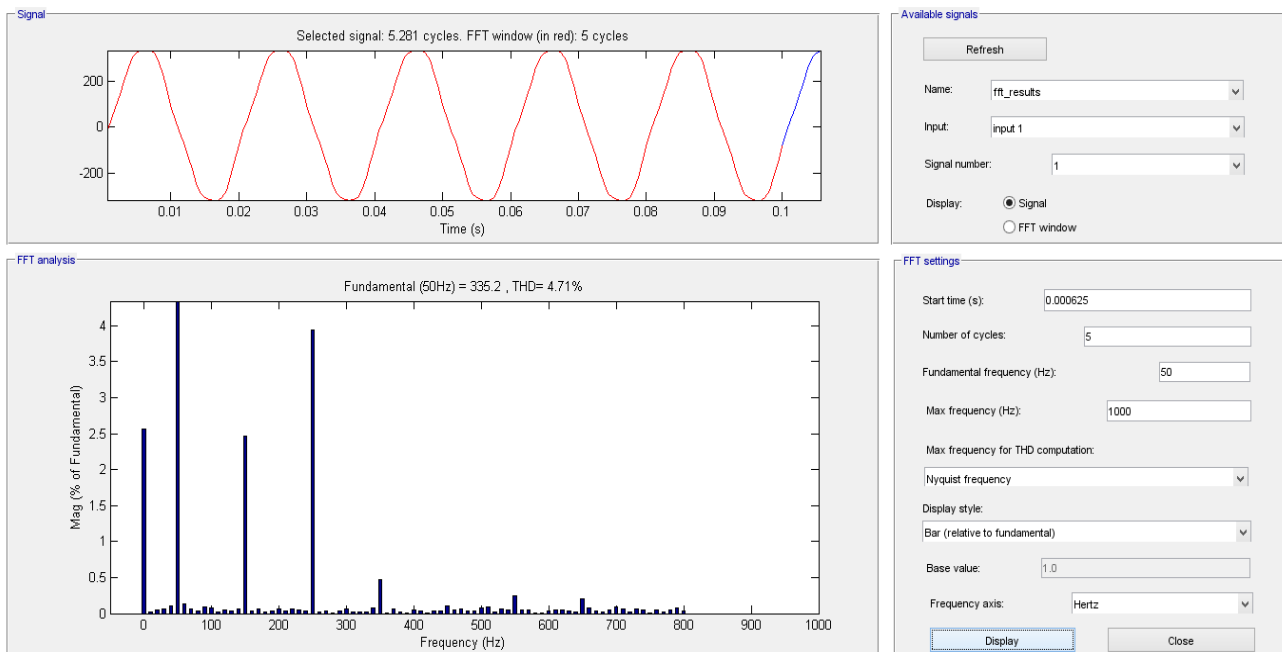 Signal
Selected signal: 5.281 cycles. FFT window (in red): 5 cycles
200
0
-200
0.01 0.02 0.03 0.04 0.05 0.06 0.07 0.08 0.09 0.1
Time (s)
Available signals
Refresh
Name: fft_results
Input: input 1
Signal number: 1
Display: Signal
FFT window
FFT analysis
Fundamental (50Hz) = 335.2 , THD= 4.71%
Mag (% of Fundamental)
4
3.5
3
2.5
2
1.5
1
0.5
0
0 100 200 300 400 500 600 700 800 900 1000
Frequency (Hz)
FFT settings
Start time (s): 0.000625
Number of cycles: 5
Fundamental frequency (Hz): 50
Max frequency (Hz): 1000
Max frequency for THD computation:
Nyquist frequency
Display style:
Bar (relative to fundamental)
Base value: 1.0
Frequency axis: Hertz
Display Close